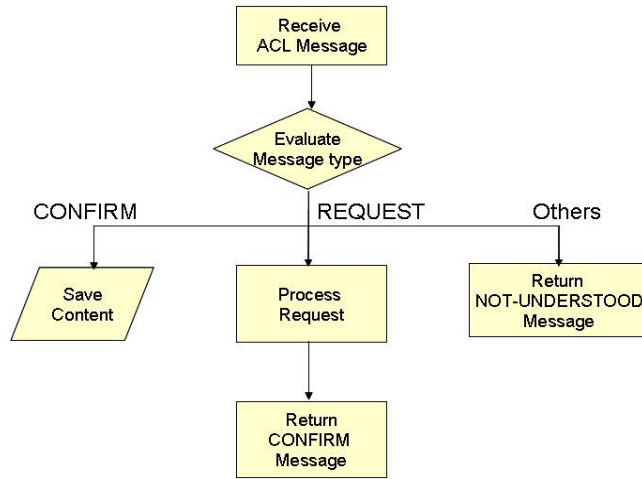 Receive
ACL Message
Evaluate
Message type
CONFIRM
REQUEST
Others
Save
Content
Process
Request
Return
NOT-UNDERSTOOD
Message
Return
CONFIRM
Message